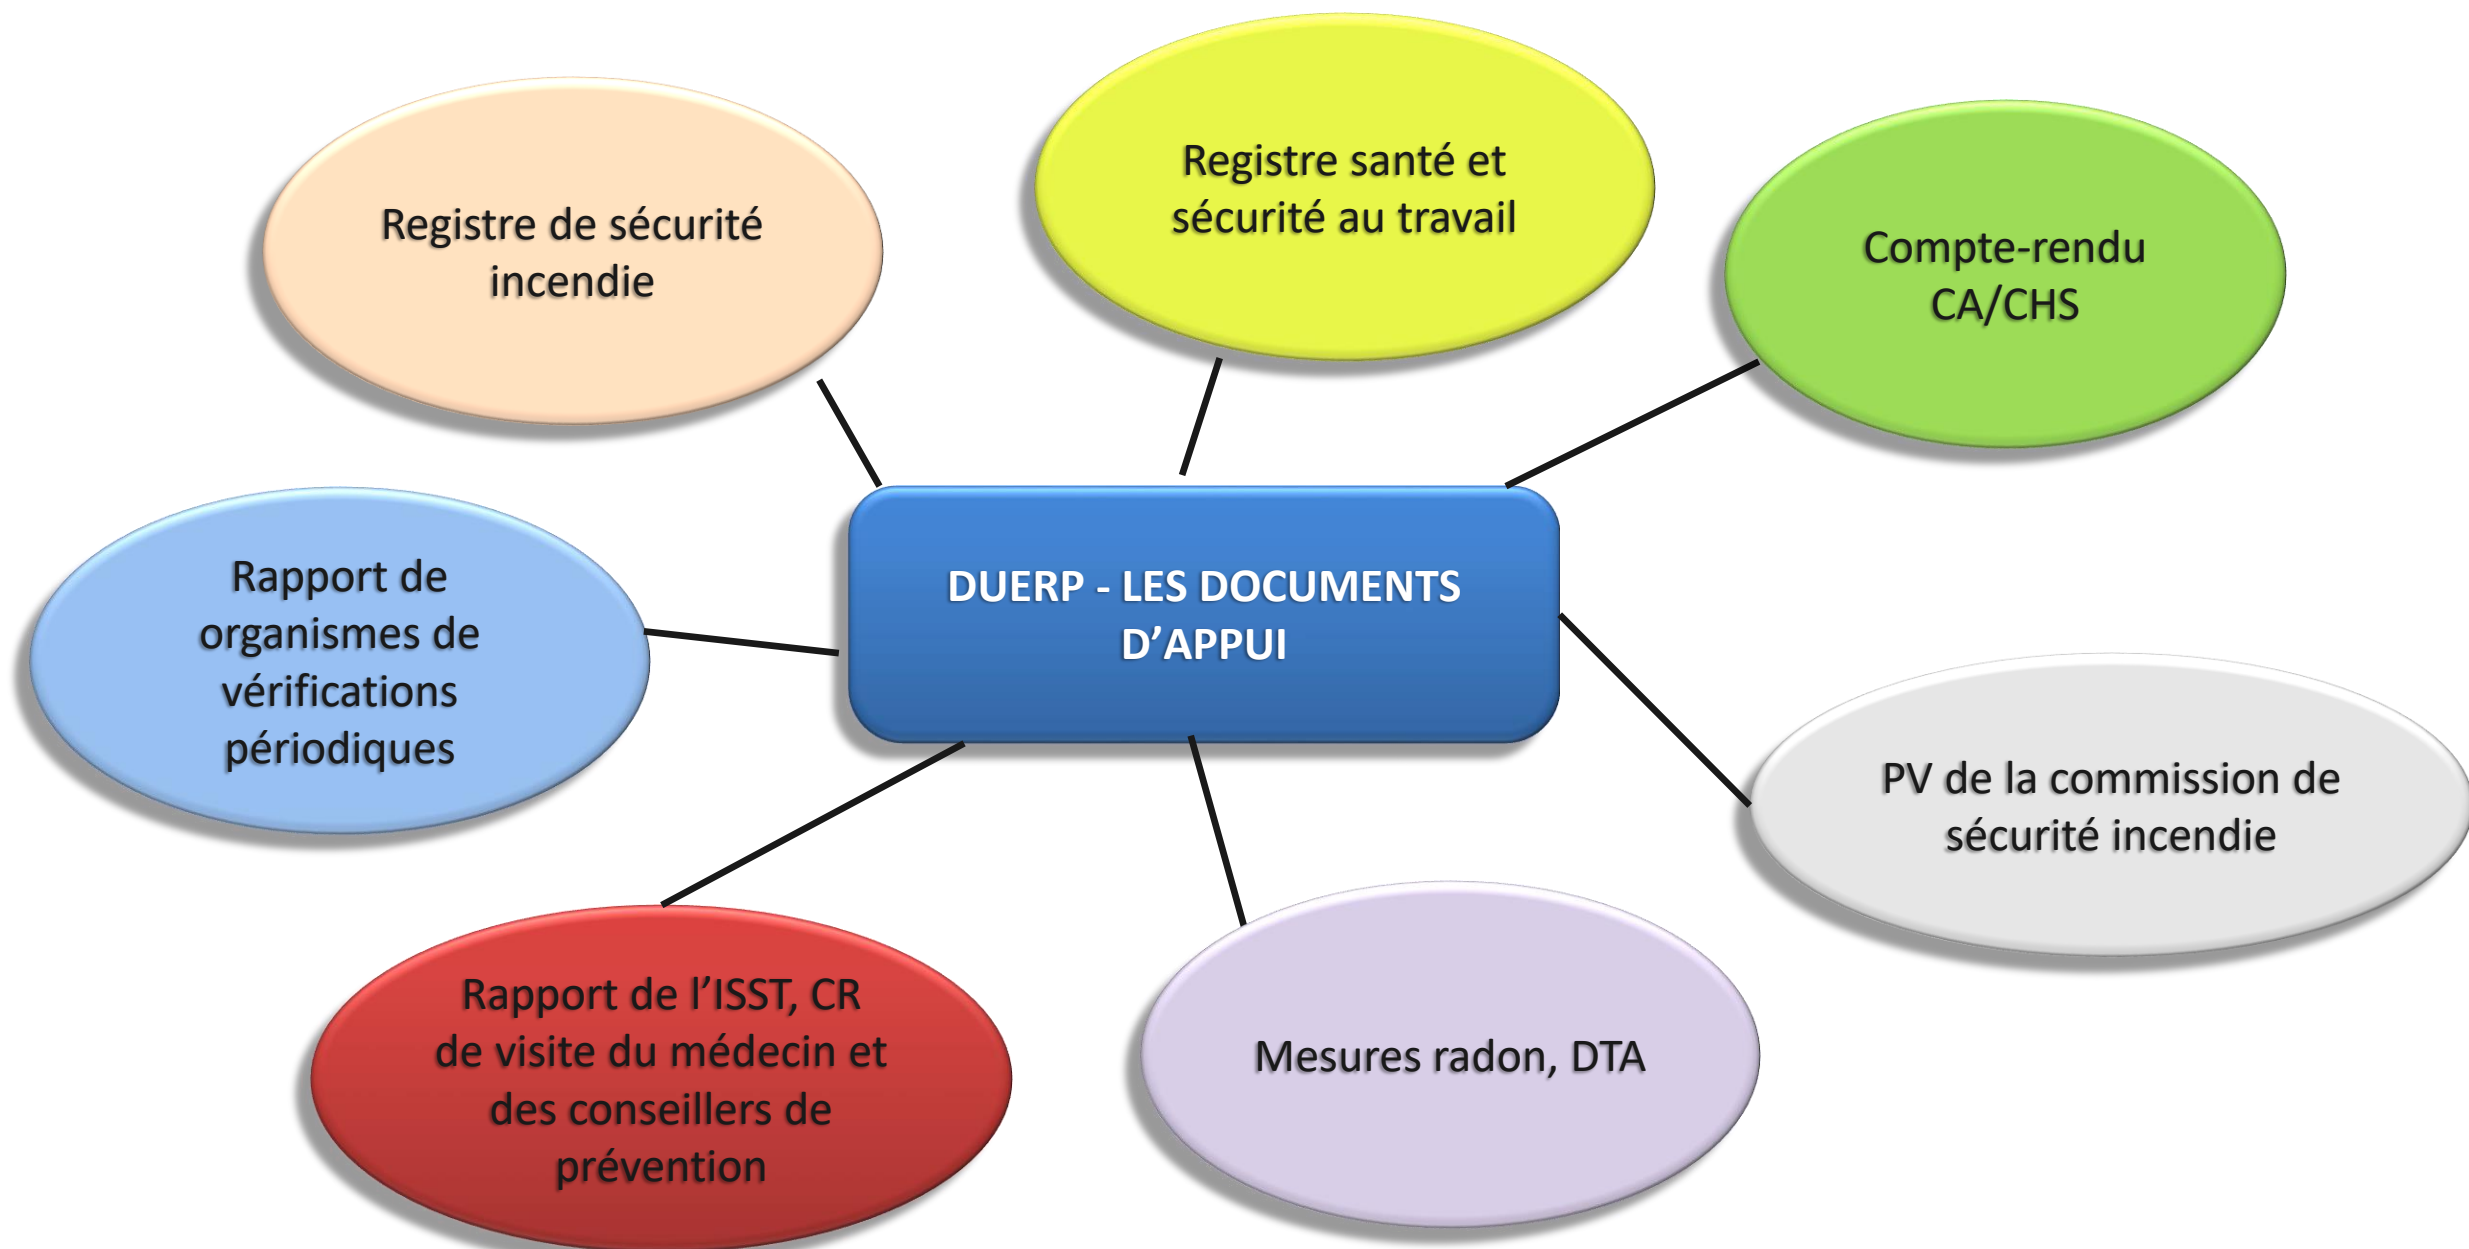 Registre de sécurité
incendie
Registre santé et
sécurité au travail
Compte-rendu
CA/CHS
Rapport de
organismes de
vérifications
périodiques
DUERP - LES DOCUMENTS
D’APPUI
PV de la commission de
sécurité incendie
Rapport de l’ISST, CR
de visite du médecin et
des conseillers de
prévention
Mesures radon, DTA